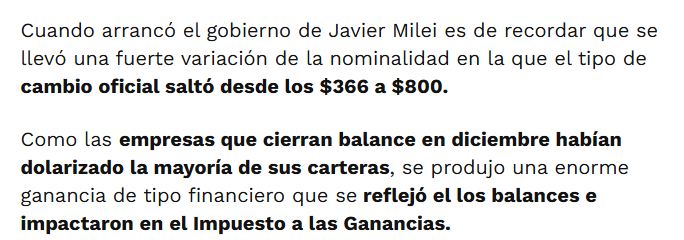 Cuando arrancó el gobierno de Javier Milei es de recordar que se
llevó una fuerte variación de la nominalidad en la que el tipo de
cambio oficial saltó desde los $366 a $800.
Como las empresas que cierran balance en diciembre habían
dolarizado la mayoría de sus carteras, se produjo una enorme
ganancia de tipo financiero que se reflejó el los balances e
impactaron en el Impuesto a las Ganancias.